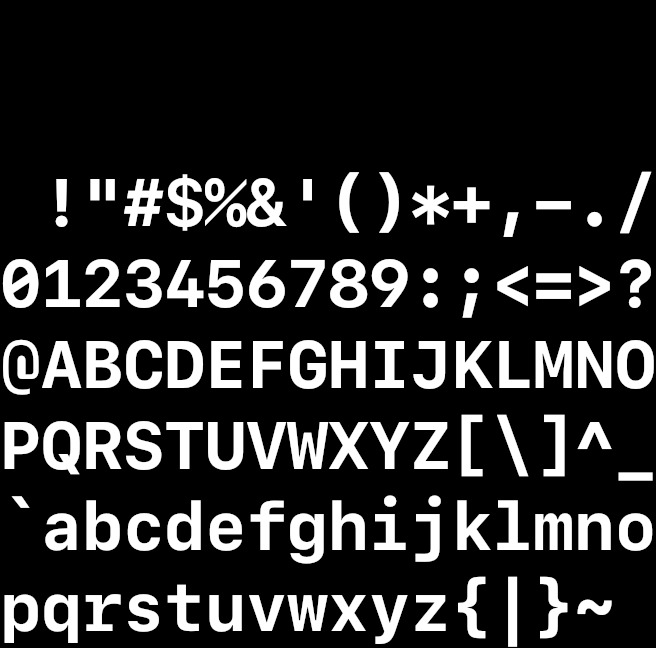 !"#$%&'()*+,-./
0123456789:;<=>?
@ABCDEFGHIJKLMNO
PQRSTUVWXYZ[\]^_
`abcdefghijklmno
pqrstuvwxyz{|}~